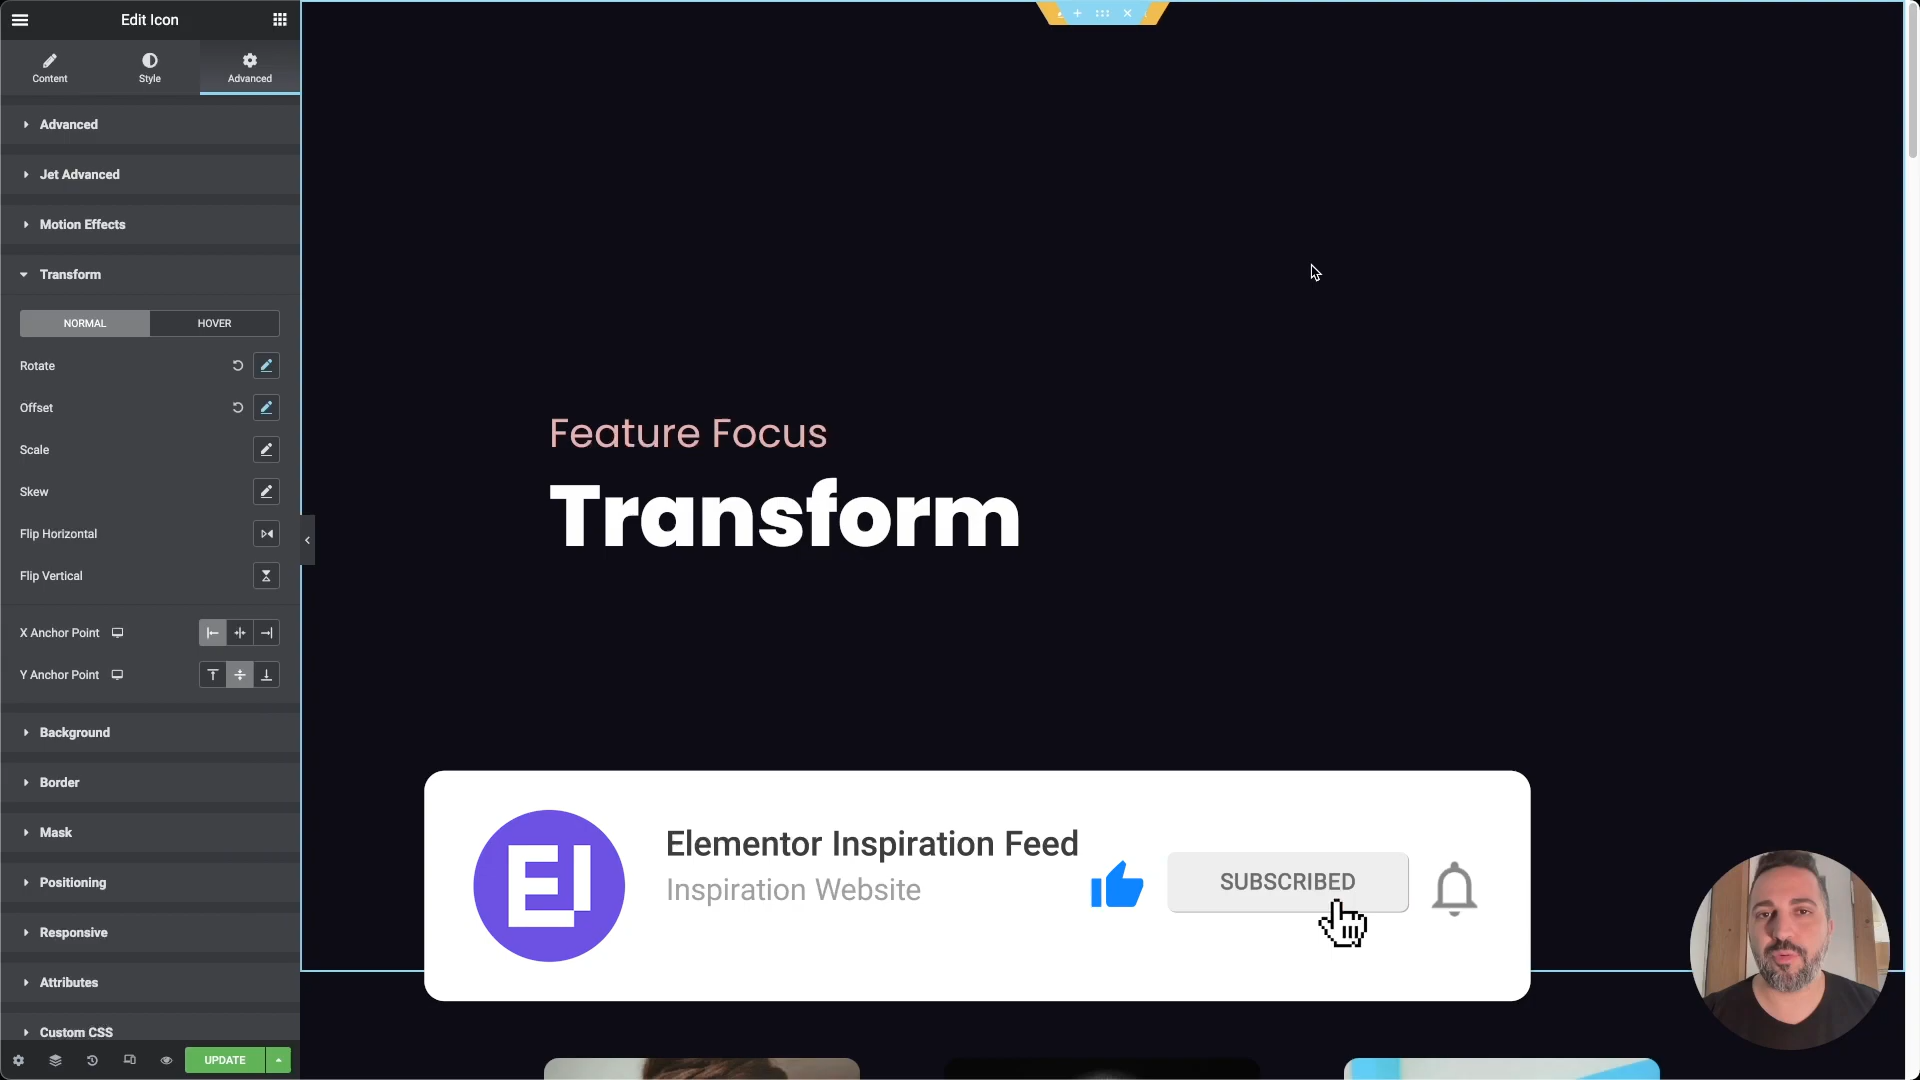 Edit Icon
Content
Style
Advanced
Advanced
Jet Advanced
Motion Effects
Transform
NORMAL
HOVER
Rotate
Offset
Scale
Skew
Flip Horizontal
Flip Vertical
X Anchor Point
Y Anchor Point
Background
Border
Mask
Positioning
Responsive
Attributes
Custom CSS
UPDATE
Feature Focus
Transform
EI
Elementor Inspiration Feed
Inspiration Website
SUBSCRIBED